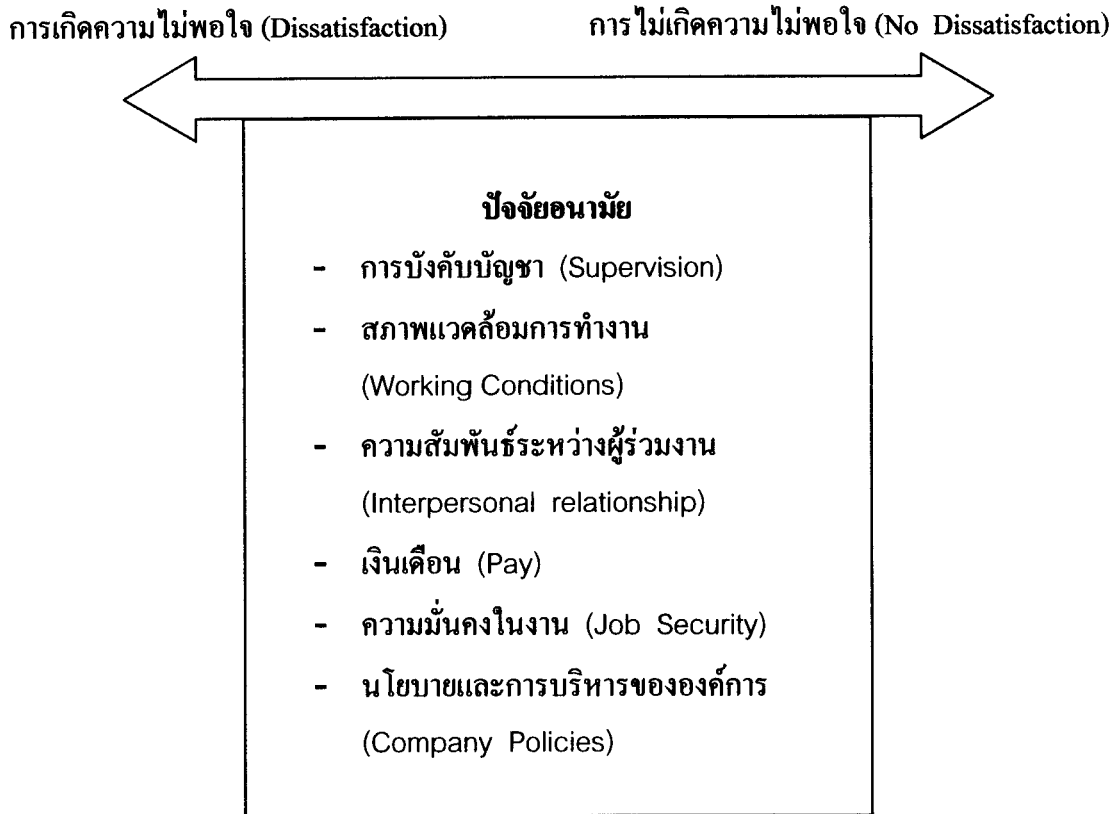 การเกิดความไม่พอใจ (Dissatisfaction) การไม่เกิดความไม่พอใจ (No Dissatisfaction)
ปัจจัยอนามัย
- การบังคับบัญชา (Supervision)
- สภาพแวดล้อมการทำงาน
(Working Conditions)
- ความสัมพันธ์ระหว่างผู้ร่วมงาน
(Interpersonal relationship)
- เงินเดือน (Pay)
- ความมั่นคงในงาน (Job Security)
- นโยบายและการบริหารขององค์การ
(Company Policies)